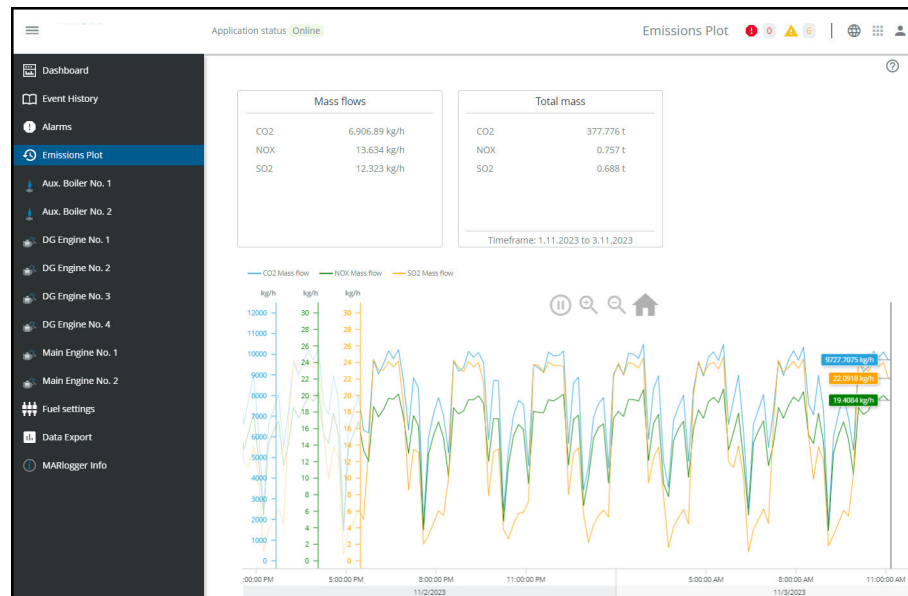 Application status Online
Emissions Plot 0 6
Dashboard
Event History
Alarms
Emissions Plot
Aux. Boiler No. 1
Aux. Boiler No. 2
DG Engine No. 1
DG Engine No. 2
DG Engine No. 3
DG Engine No. 4
Main Engine No. 1
Main Engine No. 2
Fuel settings
Data Export
MARlogger Info
Mass flows
CO2 6,906.89 kg/h
NOX 13.634 kg/h
SO2 12.323 kg/h
Total mass
CO2 377.776 t
NOX 0.757 t
SO2 0.688 t
Timeframe: 1.11.2023 to 3.11.2023
CO2 Mass flow NOX Mass flow SO2 Mass flow
kg/h kg/h kg/h
12000 30 30
11000 28 28
10000 26 26
9000 24 24
8000 22 22
7000 20 20
6000 18 18
5000 16 16
4000 14 14
3000 12 12
2000 10 10
1000 8 8
0 6 6
4 4
2 2
0 0
9727.7075 kg/h
22.0918 kg/h
19.4084 kg/h
:00:00 PM 5:00:00 PM 8:00:00 PM 11:00:00 PM 5:00:00 AM 8:00:00 AM 11:00:00 AM
11/2/2023 11/3/2023